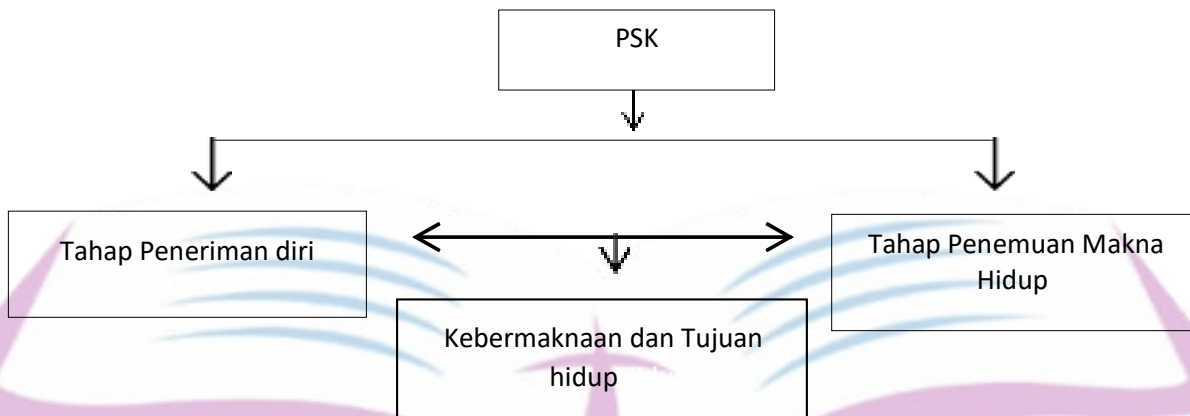 PSK
Tahap Peneriman diri
Tahap Penemuan Makna
Hidup
Kebermaknaan dan Tujuan
hidup